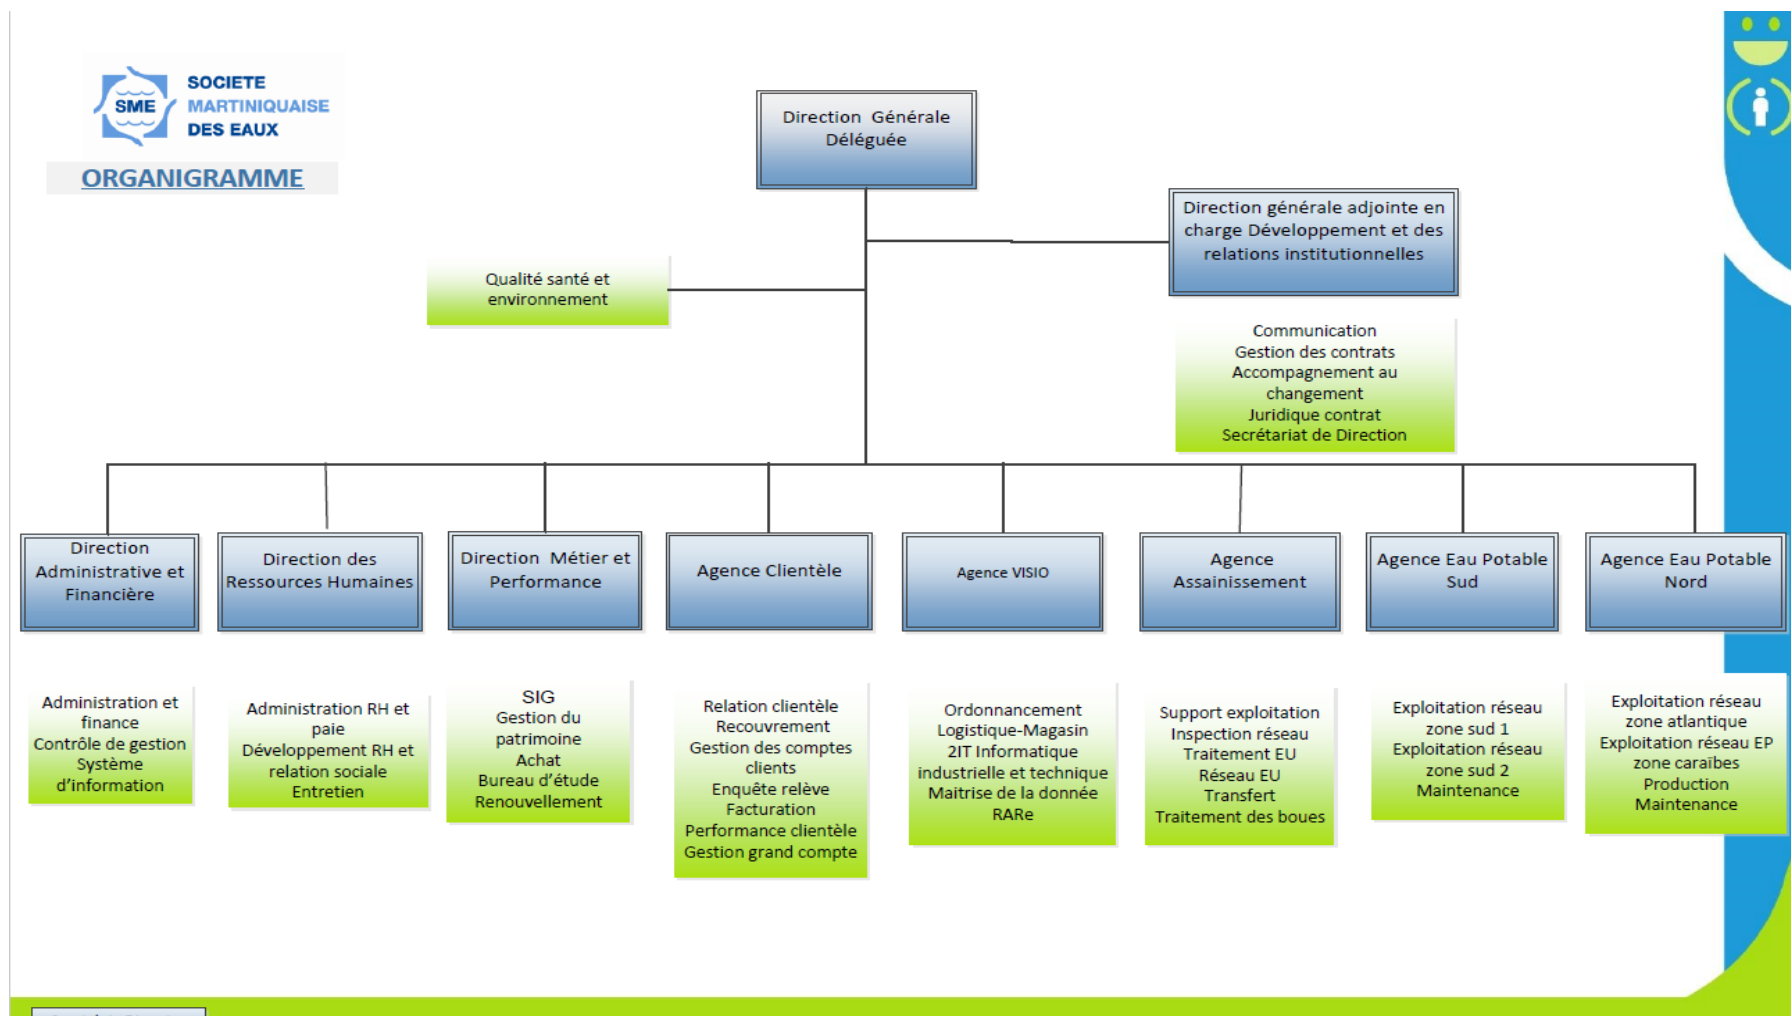 SOCIETE
SME
MARTINIQUAISE
DES EAUX
ORGANIGRAMME
Direction Générale
Déléguée
Direction générale adjointe en
charge Développement et des
relations institutionnelles
Qualité santé et
environnement
Communication
Gestion des contrats
Accompagnement au
changement
Juridique contrat
Secrétariat de Direction
Direction
Administrative et
Financière
Direction des
Ressources Humaines
Direction Métier et
Performance
Agence Clientèle
Agence VISIO
Agence
Assainissement
Agence Eau Potable
Sud
Agence Eau Potable
Nord
Administration et
finance
Contrôle de gestion
Système
d’information
Administration RH et
paie
Développement RH et
relation sociale
Entretien
SIG
Gestion du
patrimoine
Achat
Bureau d’étude
Renouvellement
Relation clientèle
Recouvrement
Gestion des comptes
clients
Enquête relève
Facturation
Performance clientèle
Gestion grand compte
Ordonnancement
Logistique-Magasin
2IT Informatique
industrielle et technique
Maitrise de la donnée
RARe
Support exploitation
Inspection réseau
Traitement EU
Réseau EU
Transfert
Traitement des boues
Exploitation réseau
zone sud 1
Exploitation réseau
zone sud 2
Maintenance
Exploitation réseau
zone atlantique
Exploitation réseau EP
zone caraïbes
Production
Maintenance